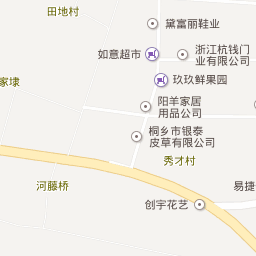 田地村
黛富丽鞋业
如意超市
浙江杭钱门
业有限公司
玖玖鲜果园
家埭
阳羊家居
用品公司
桐乡市银泰
皮草有限公司
秀才村
河藤桥
易捷
创宇花艺